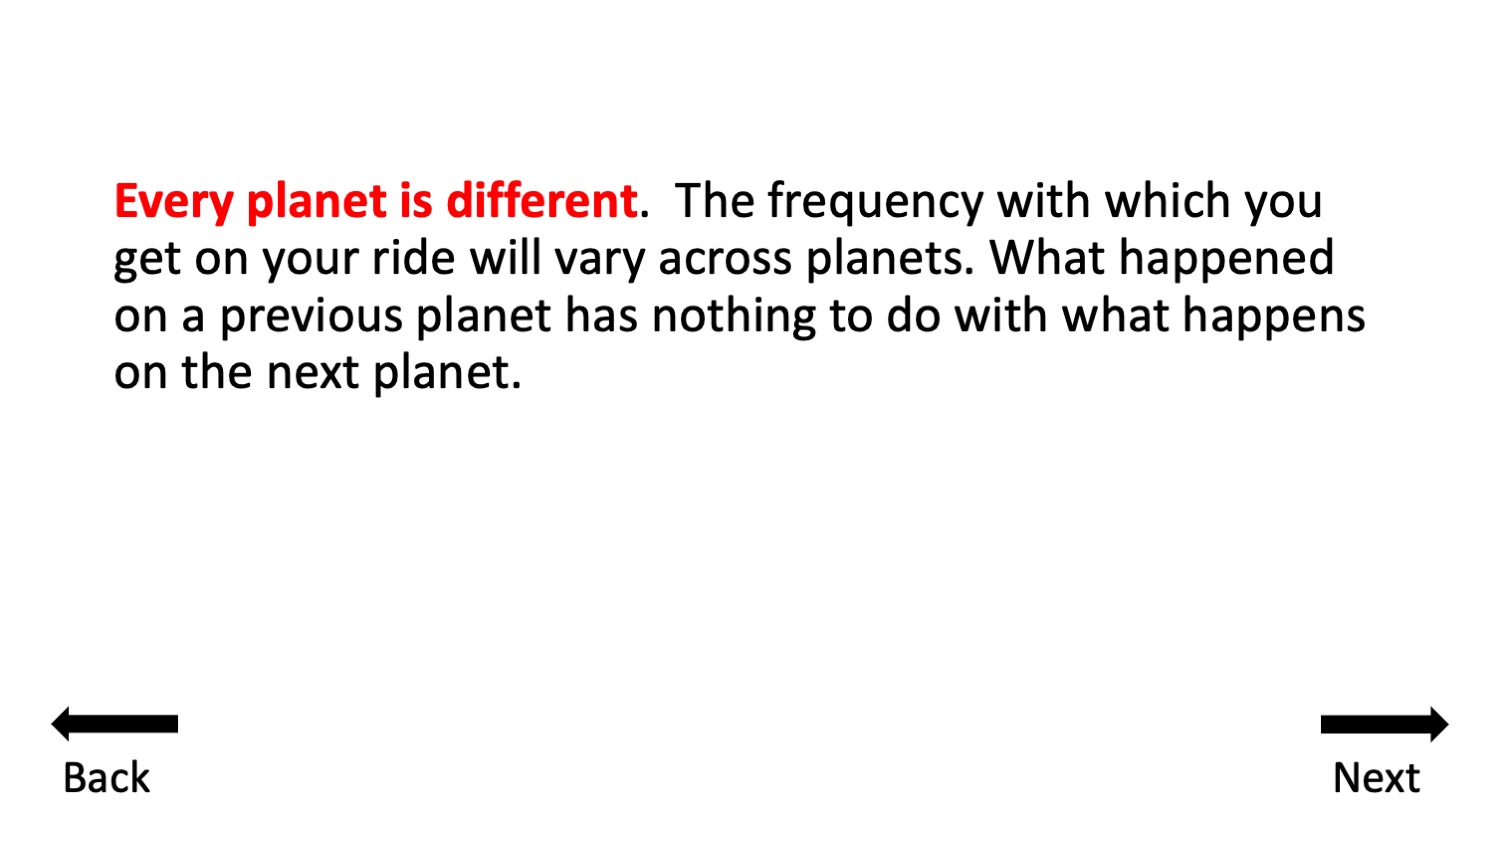 Every planet is different.  The frequency with which you
get on your ride will vary across planets. What happened
on a previous planet has nothing to do with what happens
on the next planet.
Back
Next